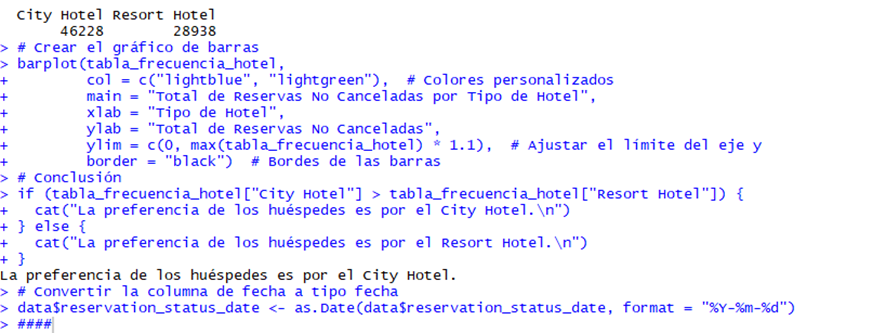 City Hotel Resort Hotel
46228 28938
> # Crear el gráfico de barras
> barplot(tabla_frecuencia_hotel,
+ col = c("lightblue", "lightgreen"), # Colores personalizados
+ main = "Total de Reservas No Canceladas por Tipo de Hotel",
+ xlab = "Tipo de Hotel",
+ ylab = "Total de Reservas No Canceladas",
+ ylim = c(0, max(tabla_frecuencia_hotel) * 1.1), # Ajustar el límite del eje y
+ border = "black") # Bordes de las barras
> # Conclusión
> if (tabla_frecuencia_hotel["City Hotel"] > tabla_frecuencia_hotel["Resort Hotel"]) {
+ cat("La preferencia de los huéspedes es por el City Hotel.\n")
+ } else {
+ cat("La preferencia de los huéspedes es por el Resort Hotel.\n")
+ }
La preferencia de los huéspedes es por el City Hotel.
> # Convertir la columna de fecha a tipo fecha
> data$reservation_status_date <- as.Date(data$reservation_status_date, format = "%Y-%m-%d")
> ####